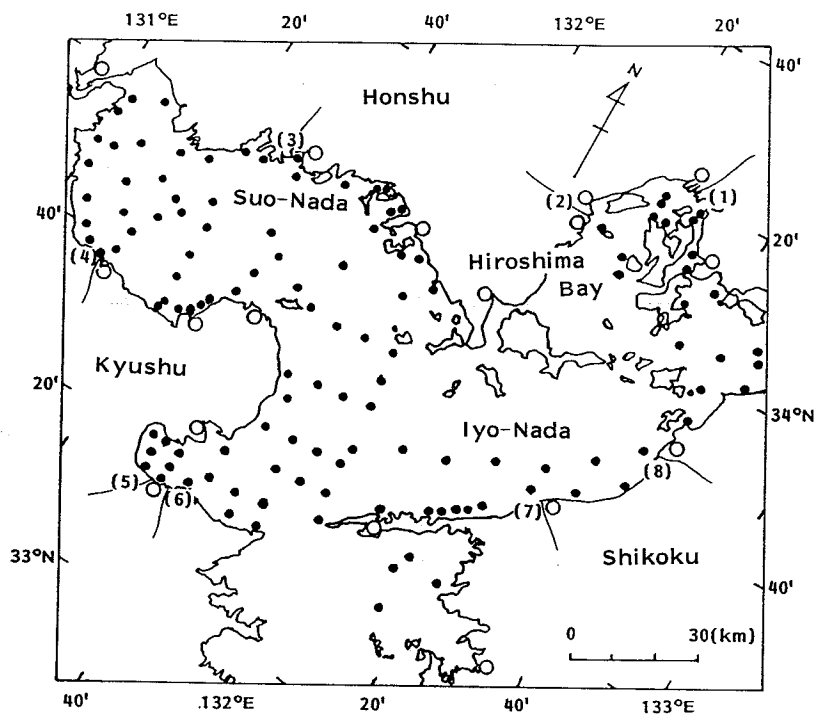 131°E 20' 40' 132°E 20'
40'
N
Honshu
(3)
(2) (1)
Suo-Nada
40'
20'
(4)
Hiroshima
Bay
Kyushu
20'
34°N
Iyo-Nada
(8)
(5) (6)
(7)
33°N
Shikoku
40'
0 30(km)
40' 132°E 20' 40' 133°E